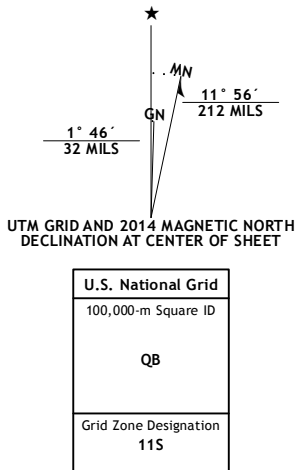 MN
GN
11° 56´
212 MILS
1° 46´
32 MILS
UTM GRID AND 2014 MAGNETIC NORTH
DECLINATION AT CENTER OF SHEET
U.S. National Grid
100,000-m Square ID
QB
Grid Zone Designation
11S